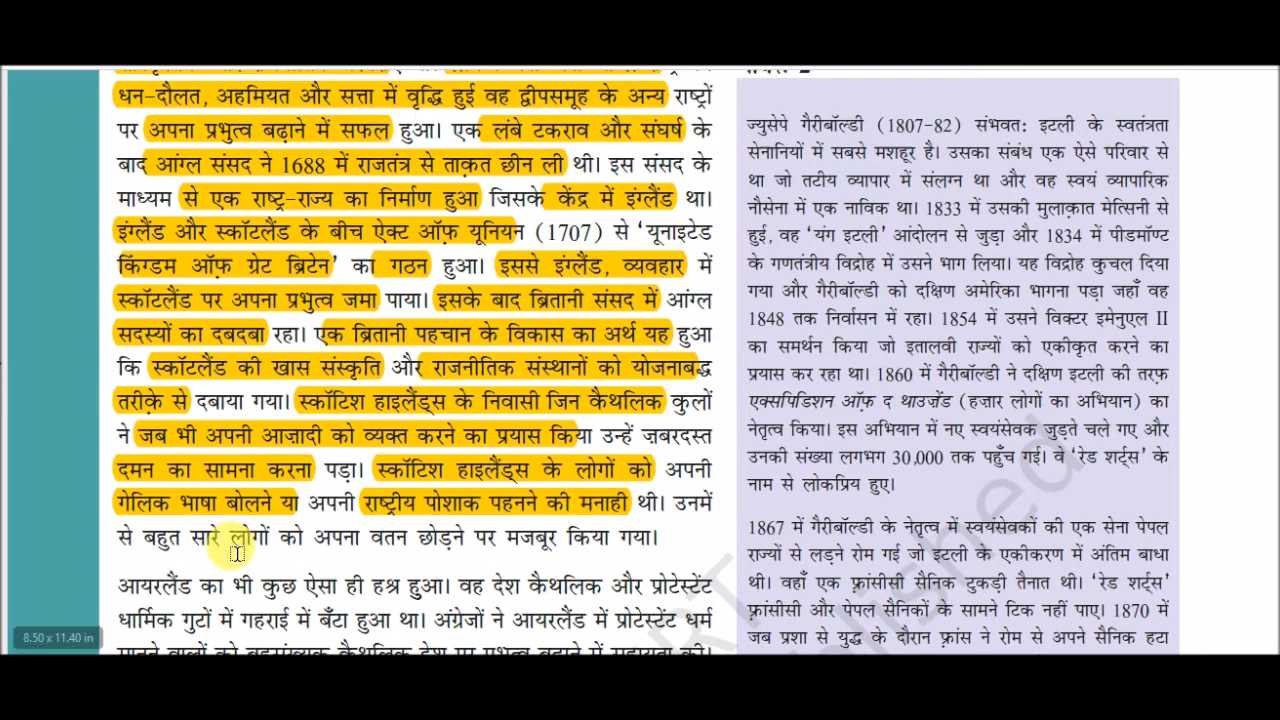 धन-दौलत, अहमियत और सत्ता में वृद्धि हुई वह द्वीपसमूह के अन्य राष्ट्रों
पर अपना प्रभुत्व बढ़ाने में सफल हुआ। एक लंबे टकराव और संघर्ष के
बाद आंग्ल संसद ने 1688 में राजतंत्र से ताक़त छीन ली थी। इस संसद के
माध्यम से एक राष्ट्र-राज्य का निर्माण हुआ जिसके केंद्र में इंग्लैंड था।
इंग्लैंड और स्कॉटलैंड के बीच ऐक्ट ऑफ़ यूनियन (1707) से ‘यूनाइटेड
किंग्डम ऑफ़ ग्रेट ब्रिटेन’ का गठन हुआ। इससे इंग्लैंड, व्यवहार में
स्कॉटलैंड पर अपना प्रभुत्व जमा पाया। इसके बाद ब्रितानी संसद में आंग्ल
सदस्यों का दबदबा रहा। एक ब्रितानी पहचान के विकास का अर्थ यह हुआ
कि स्कॉटलैंड की खास संस्कृति और राजनीतिक संस्थानों को योजनाबद्ध
तरीक़े से दबाया गया। स्कॉटिश हाइलैंड्स के निवासी जिन कैथलिक कुलों
ने जब भी अपनी आज़ादी को व्यक्त करने का प्रयास किया उन्हें ज़बरदस्त
दमन का सामना करना पड़ा। स्कॉटिश हाइलैंड्स के लोगों को अपनी
गेलिक भाषा बोलने या अपनी राष्ट्रीय पोशाक पहनने की मनाही थी। उनमें
से बहुत सारे लोगों को अपना वतन छोड़ने पर मजबूर किया गया।
आयरलैंड का भी कुछ ऐसा ही हश्र हुआ। वह देश कैथलिक और प्रोटेस्टेंट
धार्मिक गुटों में गहराई में बँटा हुआ था। अंग्रेजों ने आयरलैंड में प्रोटेस्टेंट धर्म
मानने वालों को बहुसंख्यक कैथलिक देश पर प्रभुत्व बढ़ाने में सहायता की।
8.50 x 11.40 in
ज्युसेपे गैरीबॉल्डी (1807-82) संभवत: इटली के स्वतंत्रता
सेनानियों में सबसे मशहूर है। उसका संबंध एक ऐसे परिवार से
था जो तटीय व्यापार में संलग्न था और वह स्वयं व्यापारिक
नौसेना में एक नाविक था। 1833 में उसकी मुलाक़ात मेत्सिनी से
हुई, वह ‘यंग इटली’ आंदोलन से जुड़ा और 1834 में पीडमॉण्ट
के गणतंत्रीय विद्रोह में उसने भाग लिया। यह विद्रोह कुचल दिया
गया और गैरीबॉल्डी को दक्षिण अमेरिका भागना पड़ा जहाँ वह
1848 तक निर्वासन में रहा। 1854 में उसने विक्टर इमेनुएल II
का समर्थन किया जो इतालवी राज्यों को एकीकृत करने का
प्रयास कर रहा था। 1860 में गैरीबॉल्डी ने दक्षिण इटली की तरफ़
एक्सपिडिशन ऑफ़ द थाउज़ेंड (हज़ार लोगों का अभियान) का
नेतृत्व किया। इस अभियान में नए स्वयंसेवक जुड़ते चले गए और
उनकी संख्या लगभग 30,000 तक पहुँच गई। वे ‘रेड शर्ट्स’ के
नाम से लोकप्रिय हुए।
1867 में गैरीबॉल्डी के नेतृत्व में स्वयंसेवकों की एक सेना पेपल
राज्यों से लड़ने रोम गई जो इटली के एकीकरण में अंतिम बाधा
थी। वहाँ एक फ़्रांसीसी सैनिक टुकड़ी तैनात थी। ‘रेड शर्ट्स’
फ़्रांसीसी और पेपल सैनिकों के सामने टिक नहीं पाए। 1870 में
जब प्रशा से युद्ध के दौरान फ़्रांस ने रोम से अपने सैनिक हटा